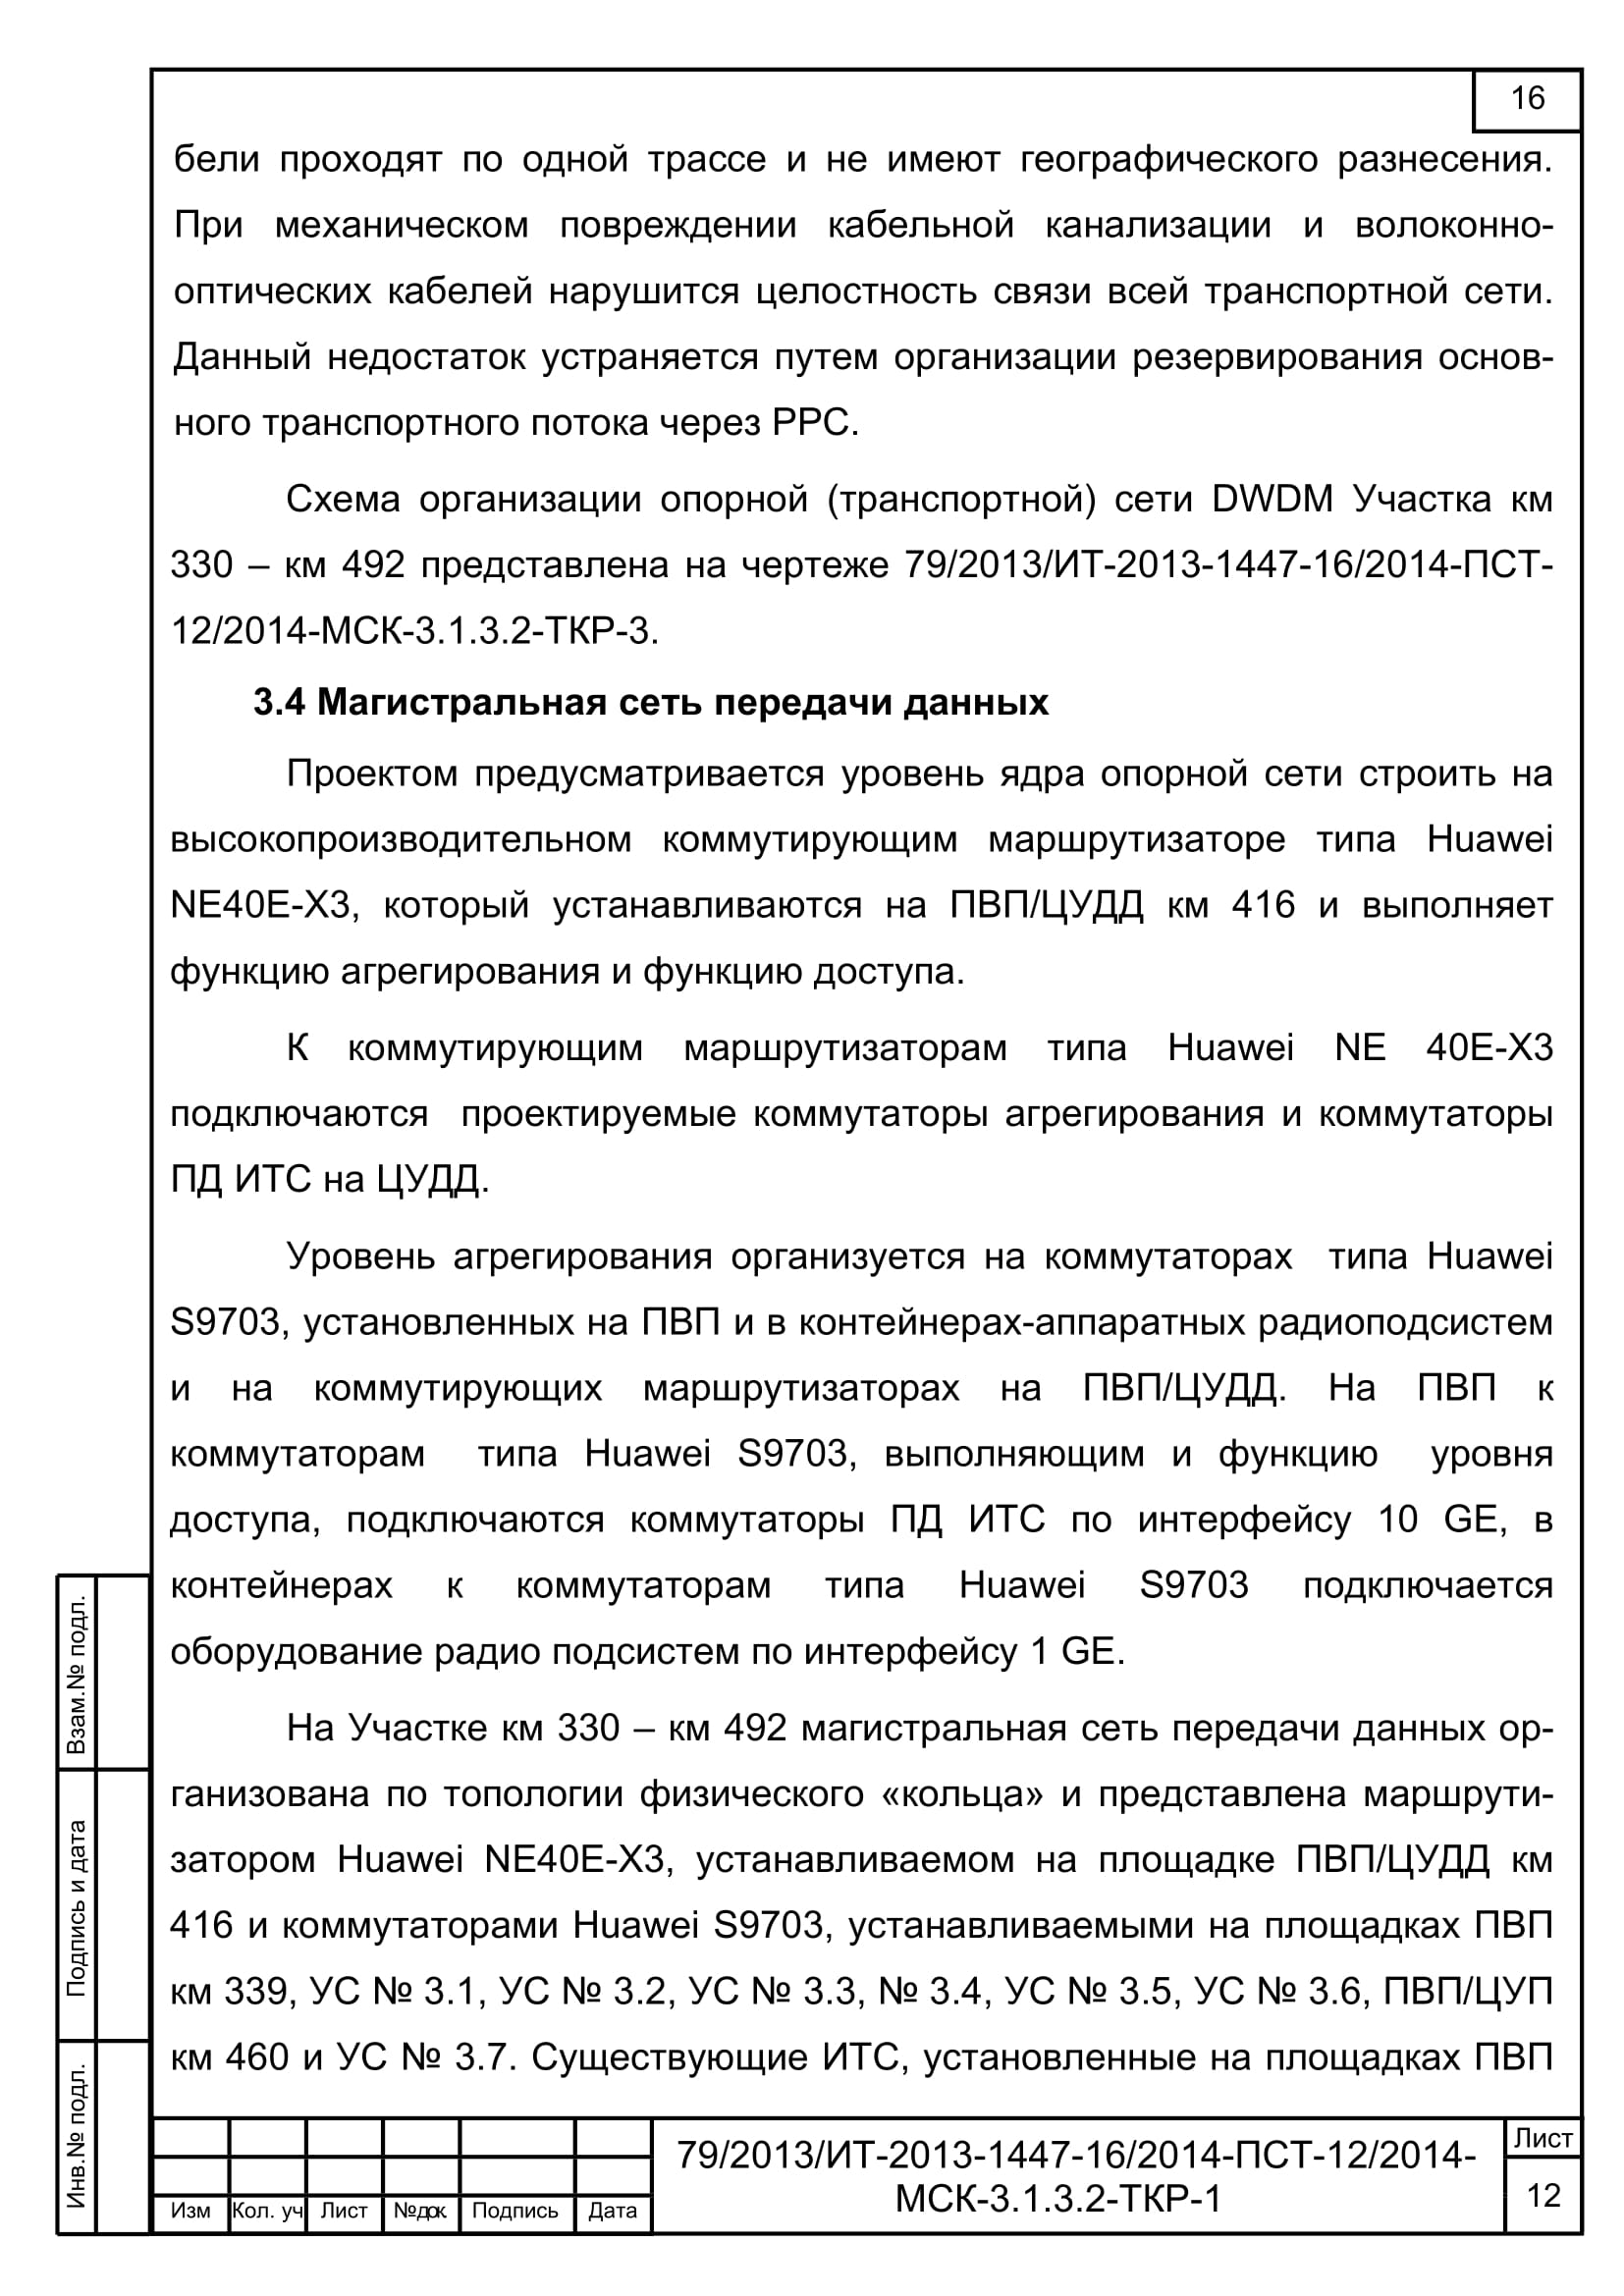 16
бели проходят по одной трассе и не имеют географического разнесения.
При механическом повреждении кабельной канализации и волоконно-
оптических кабелей нарушится целостность связи всей транспортной сети.
Данный недостаток устраняется путем организации резервирования основ-
ного транспортного потока через РРС.
Схема организации опорной (транспортной) сети DWDM Участка км
330 – км 492 представлена на чертеже 79/2013/ИТ-2013-1447-16/2014-ПСТ-
12/2014-МСК-3.1.3.2-ТКР-3.
3.4 Магистральная сеть передачи данных
Проектом предусматривается уровень ядра опорной сети строить на
высокопроизводительном коммутирующим маршрутизаторе типа Huawei
NE40E-X3, который устанавливаются на ПВП/ЦУДД км 416 и выполняет
функцию агрегирования и функцию доступа.
К коммутирующим маршрутизаторам типа Huawei NE 40E-X3
подключаются проектируемые коммутаторы агрегирования и коммутаторы
ПД ИТС на ЦУДД.
Уровень агрегирования организуется на коммутаторах типа Huawei
S9703, установленных на ПВП и в контейнерах-аппаратных радиоподсистем
и на коммутирующих маршрутизаторах на ПВП/ЦУДД. На ПВП к
коммутаторам типа Huawei S9703, выполняющим и функцию уровня
доступа, подключаются коммутаторы ПД ИТС по интерфейсу 10 GE, в
контейнерах к коммутаторам типа Huawei S9703 подключается
оборудование радио подсистем по интерфейсу 1 GE.
На Участке км 330 – км 492 магистральная сеть передачи данных ор-
ганизована по топологии физического «кольца» и представлена маршрути-
затором Huawei NE40E-X3, устанавливаемом на площадке ПВП/ЦУДД км
416 и коммутаторами Huawei S9703, устанавливаемыми на площадках ПВП
км 339, УС № 3.1, УС № 3.2, УС № 3.3, № 3.4, УС № 3.5, УС № 3.6, ПВП/ЦУП
км 460 и УС № 3.7. Существующие ИТС, установленные на площадках ПВП
Взам.№ подл.
Подпись и дата
Инв.№ подл.
Изм Кол. уч Лист №док Подпись Дата
79/2013/ИТ-2013-1447-16/2014-ПСТ-12/2014-
МСК-3.1.3.2-ТКР-1
Лист
12